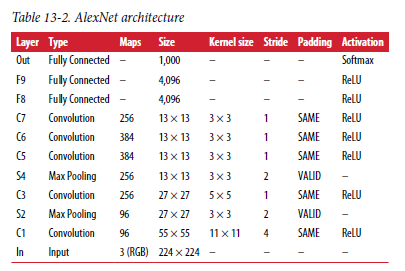 Table 13-2. AlexNet architecture
Layer Type Maps Size Kernel size Stride Padding Activation
Out Fully Connected – 1,000 – – – Softmax
F9 Fully Connected – 4,096 – – – ReLU
F8 Fully Connected – 4,096 – – – ReLU
C7 Convolution 256 13 × 13 3 × 3 1 SAME ReLU
C6 Convolution 384 13 × 13 3 × 3 1 SAME ReLU
C5 Convolution 384 13 × 13 3 × 3 1 SAME ReLU
S4 Max Pooling 256 13 × 13 3 × 3 2 VALID –
C3 Convolution 256 27 × 27 5 × 5 1 SAME ReLU
S2 Max Pooling 96 27 × 27 3 × 3 2 VALID –
C1 Convolution 96 55 × 55 11 × 11 4 SAME ReLU
In Input 3 (RGB) 224 × 224 – – – –